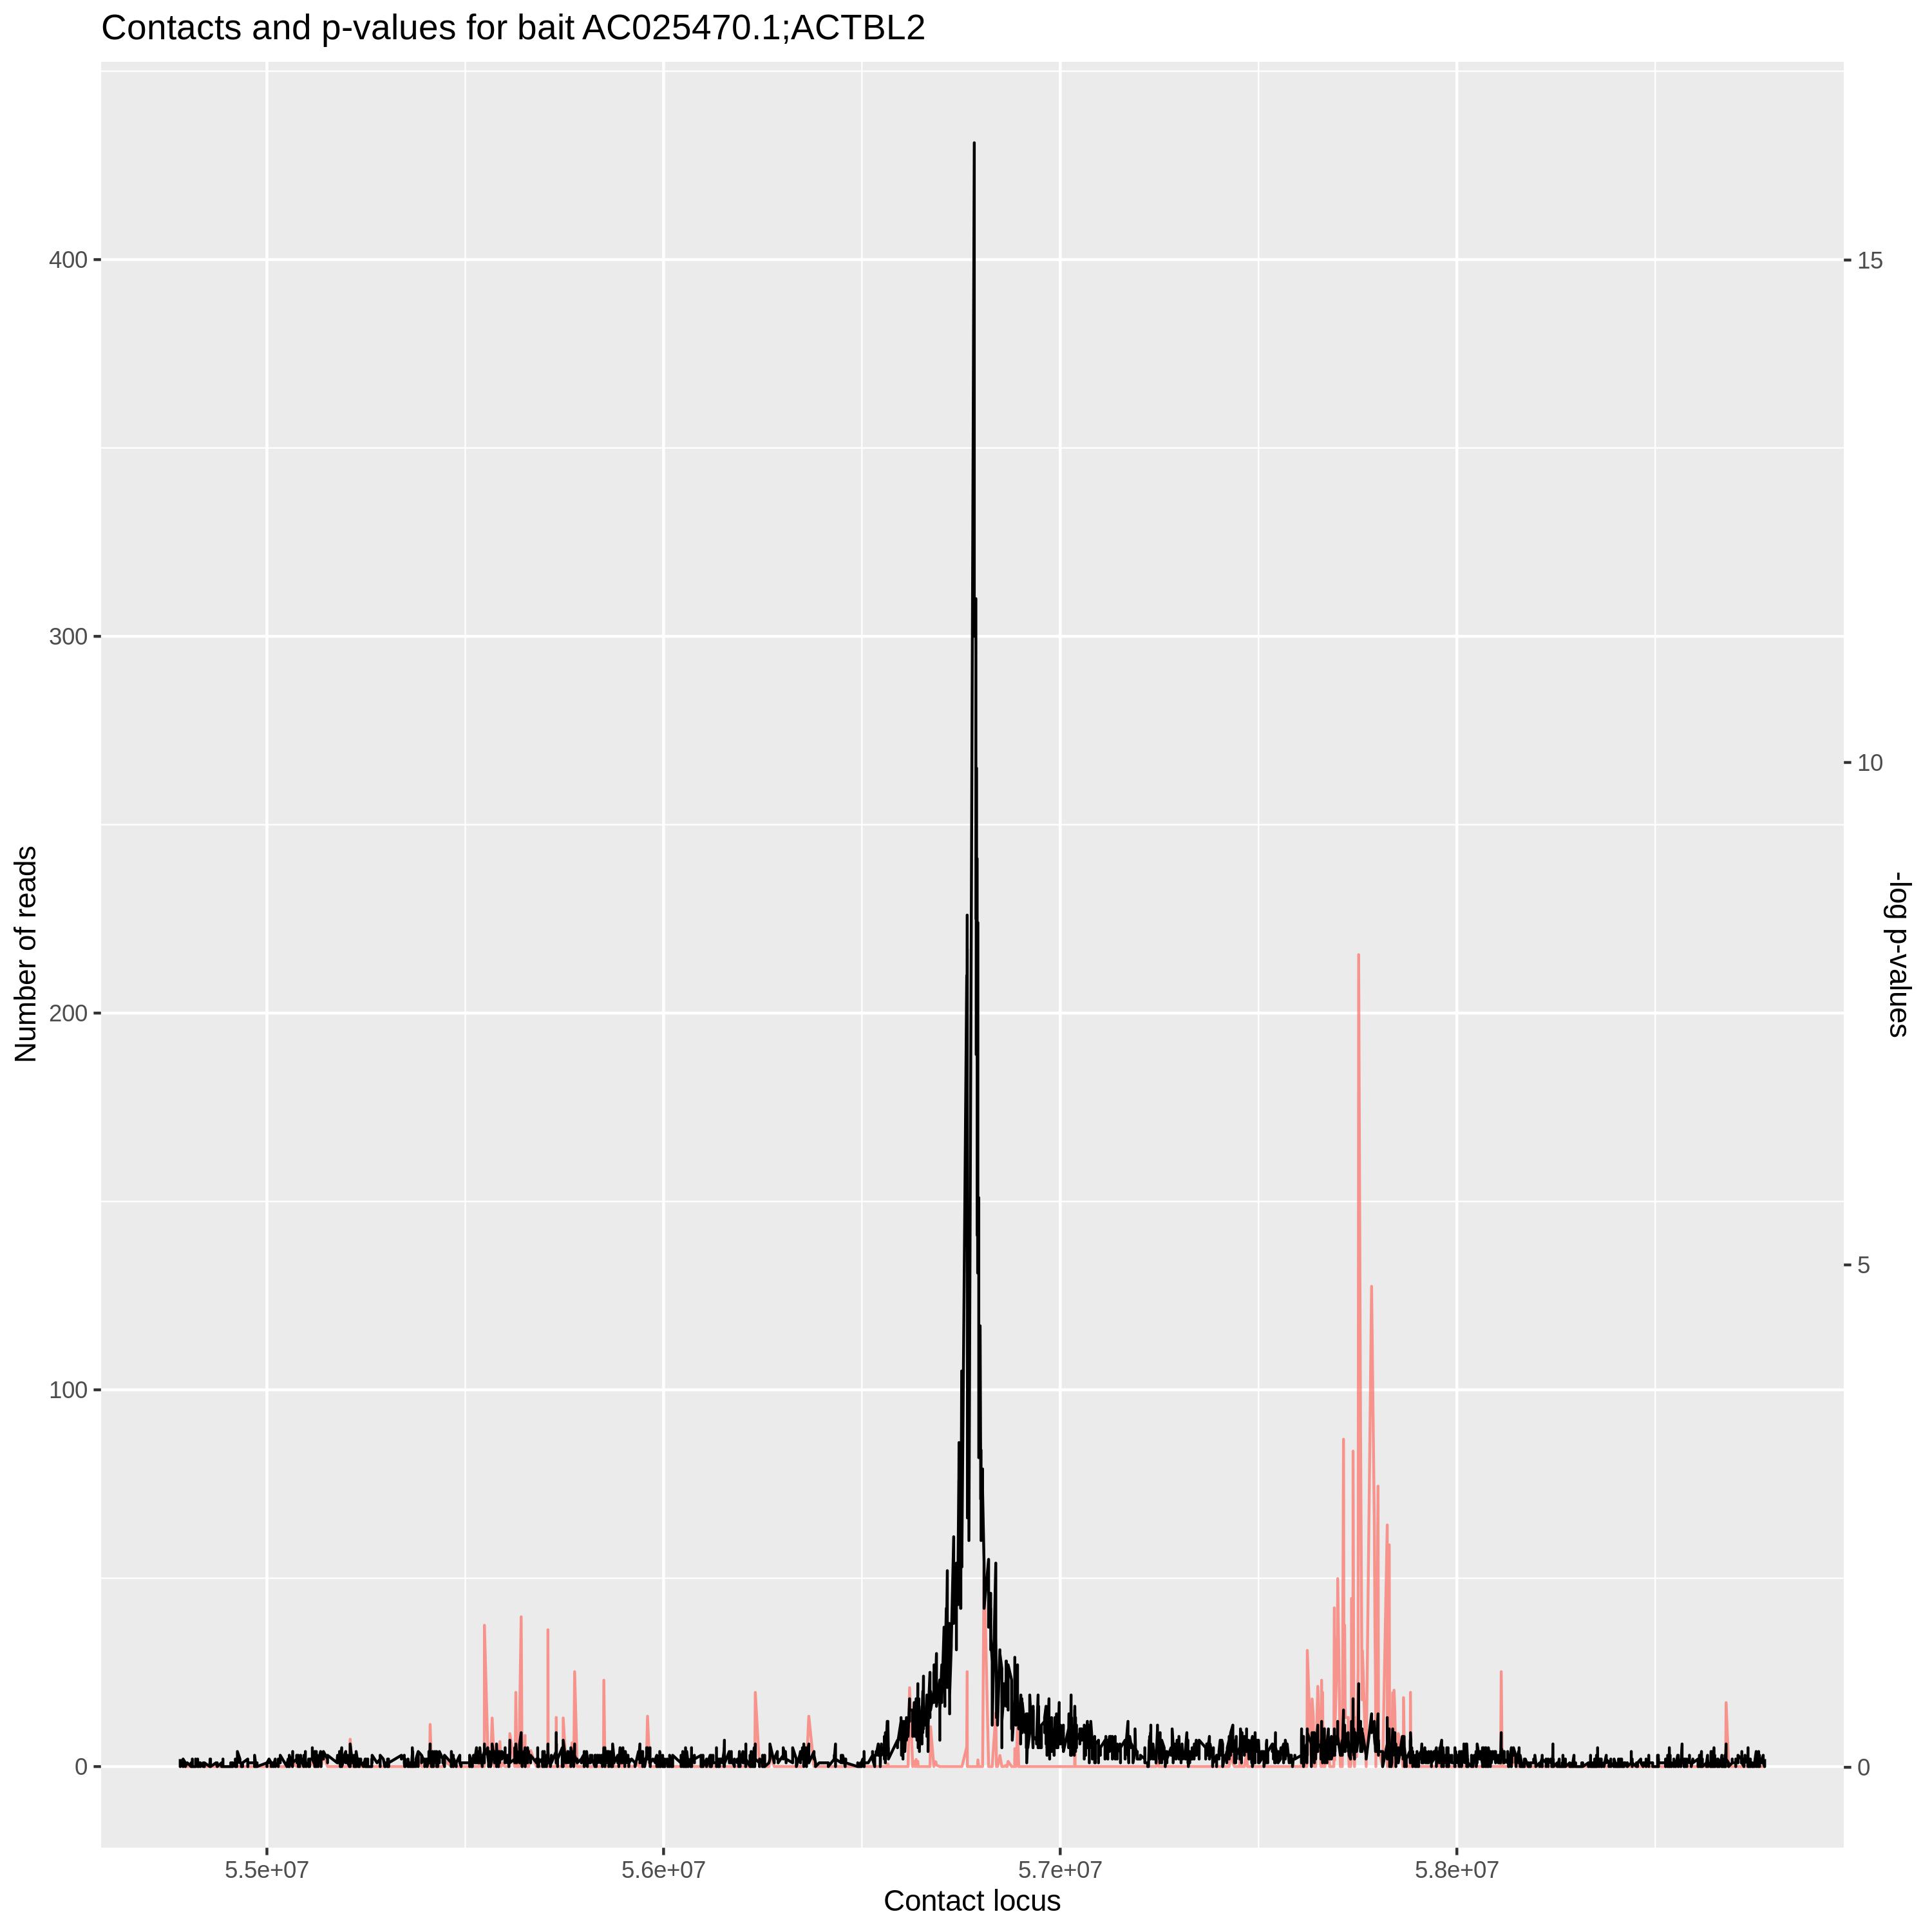 Contacts and p-values for bait AC025470.1;ACTBL2
400
300
200
100
0
Number of reads
15
10
5
0
-log p-values
5.5e+07 5.6e+07 5.7e+07 5.8e+07
Contact locus